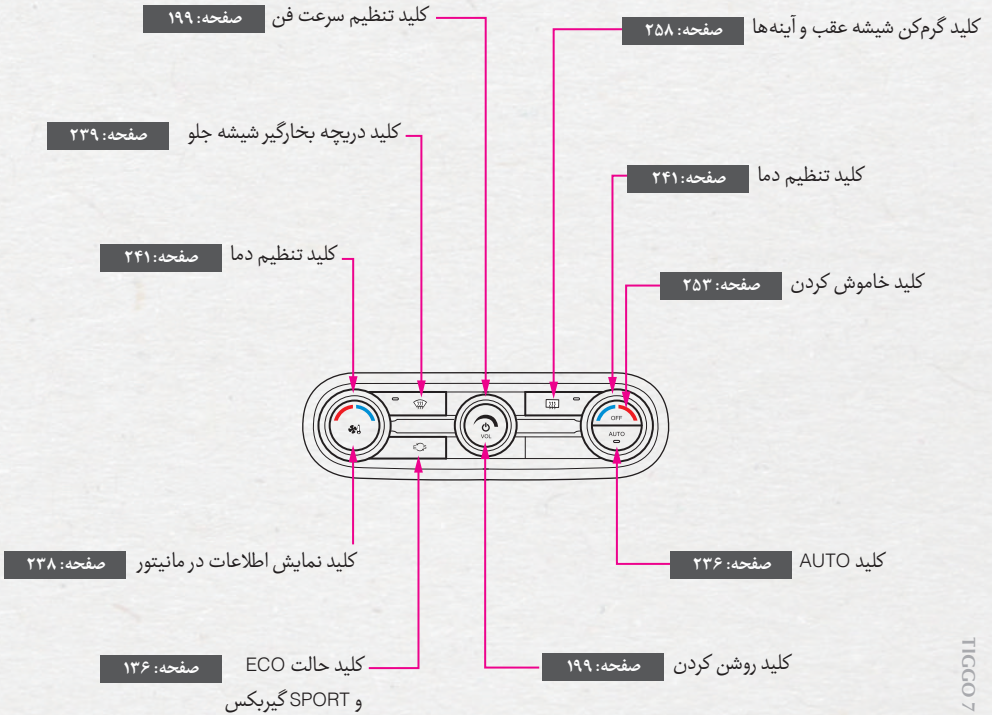 کلید تنظیم سرعت فن صفحه: ۱۹۹
کلید گرم‌کن شیشه عقب و آینه‌ها صفحه: ۲۵۸
کلید دریچه بخارگیر شیشه جلو صفحه: ۲۳۹
کلید تنظیم دما صفحه: ۲۴۱
کلید تنظیم دما صفحه: ۲۴۱
کلید خاموش کردن صفحه: ۲۵۳
OFF
AUTO
VOL
کلید نمایش اطلاعات در مانیتور صفحه: ۲۳۸
کلید AUTO صفحه: ۲۳۶
کلید حالت ECO صفحه: ۱۳۶
و SPORT گیربکس
کلید روشن کردن صفحه: ۱۹۹
TIGGO 7